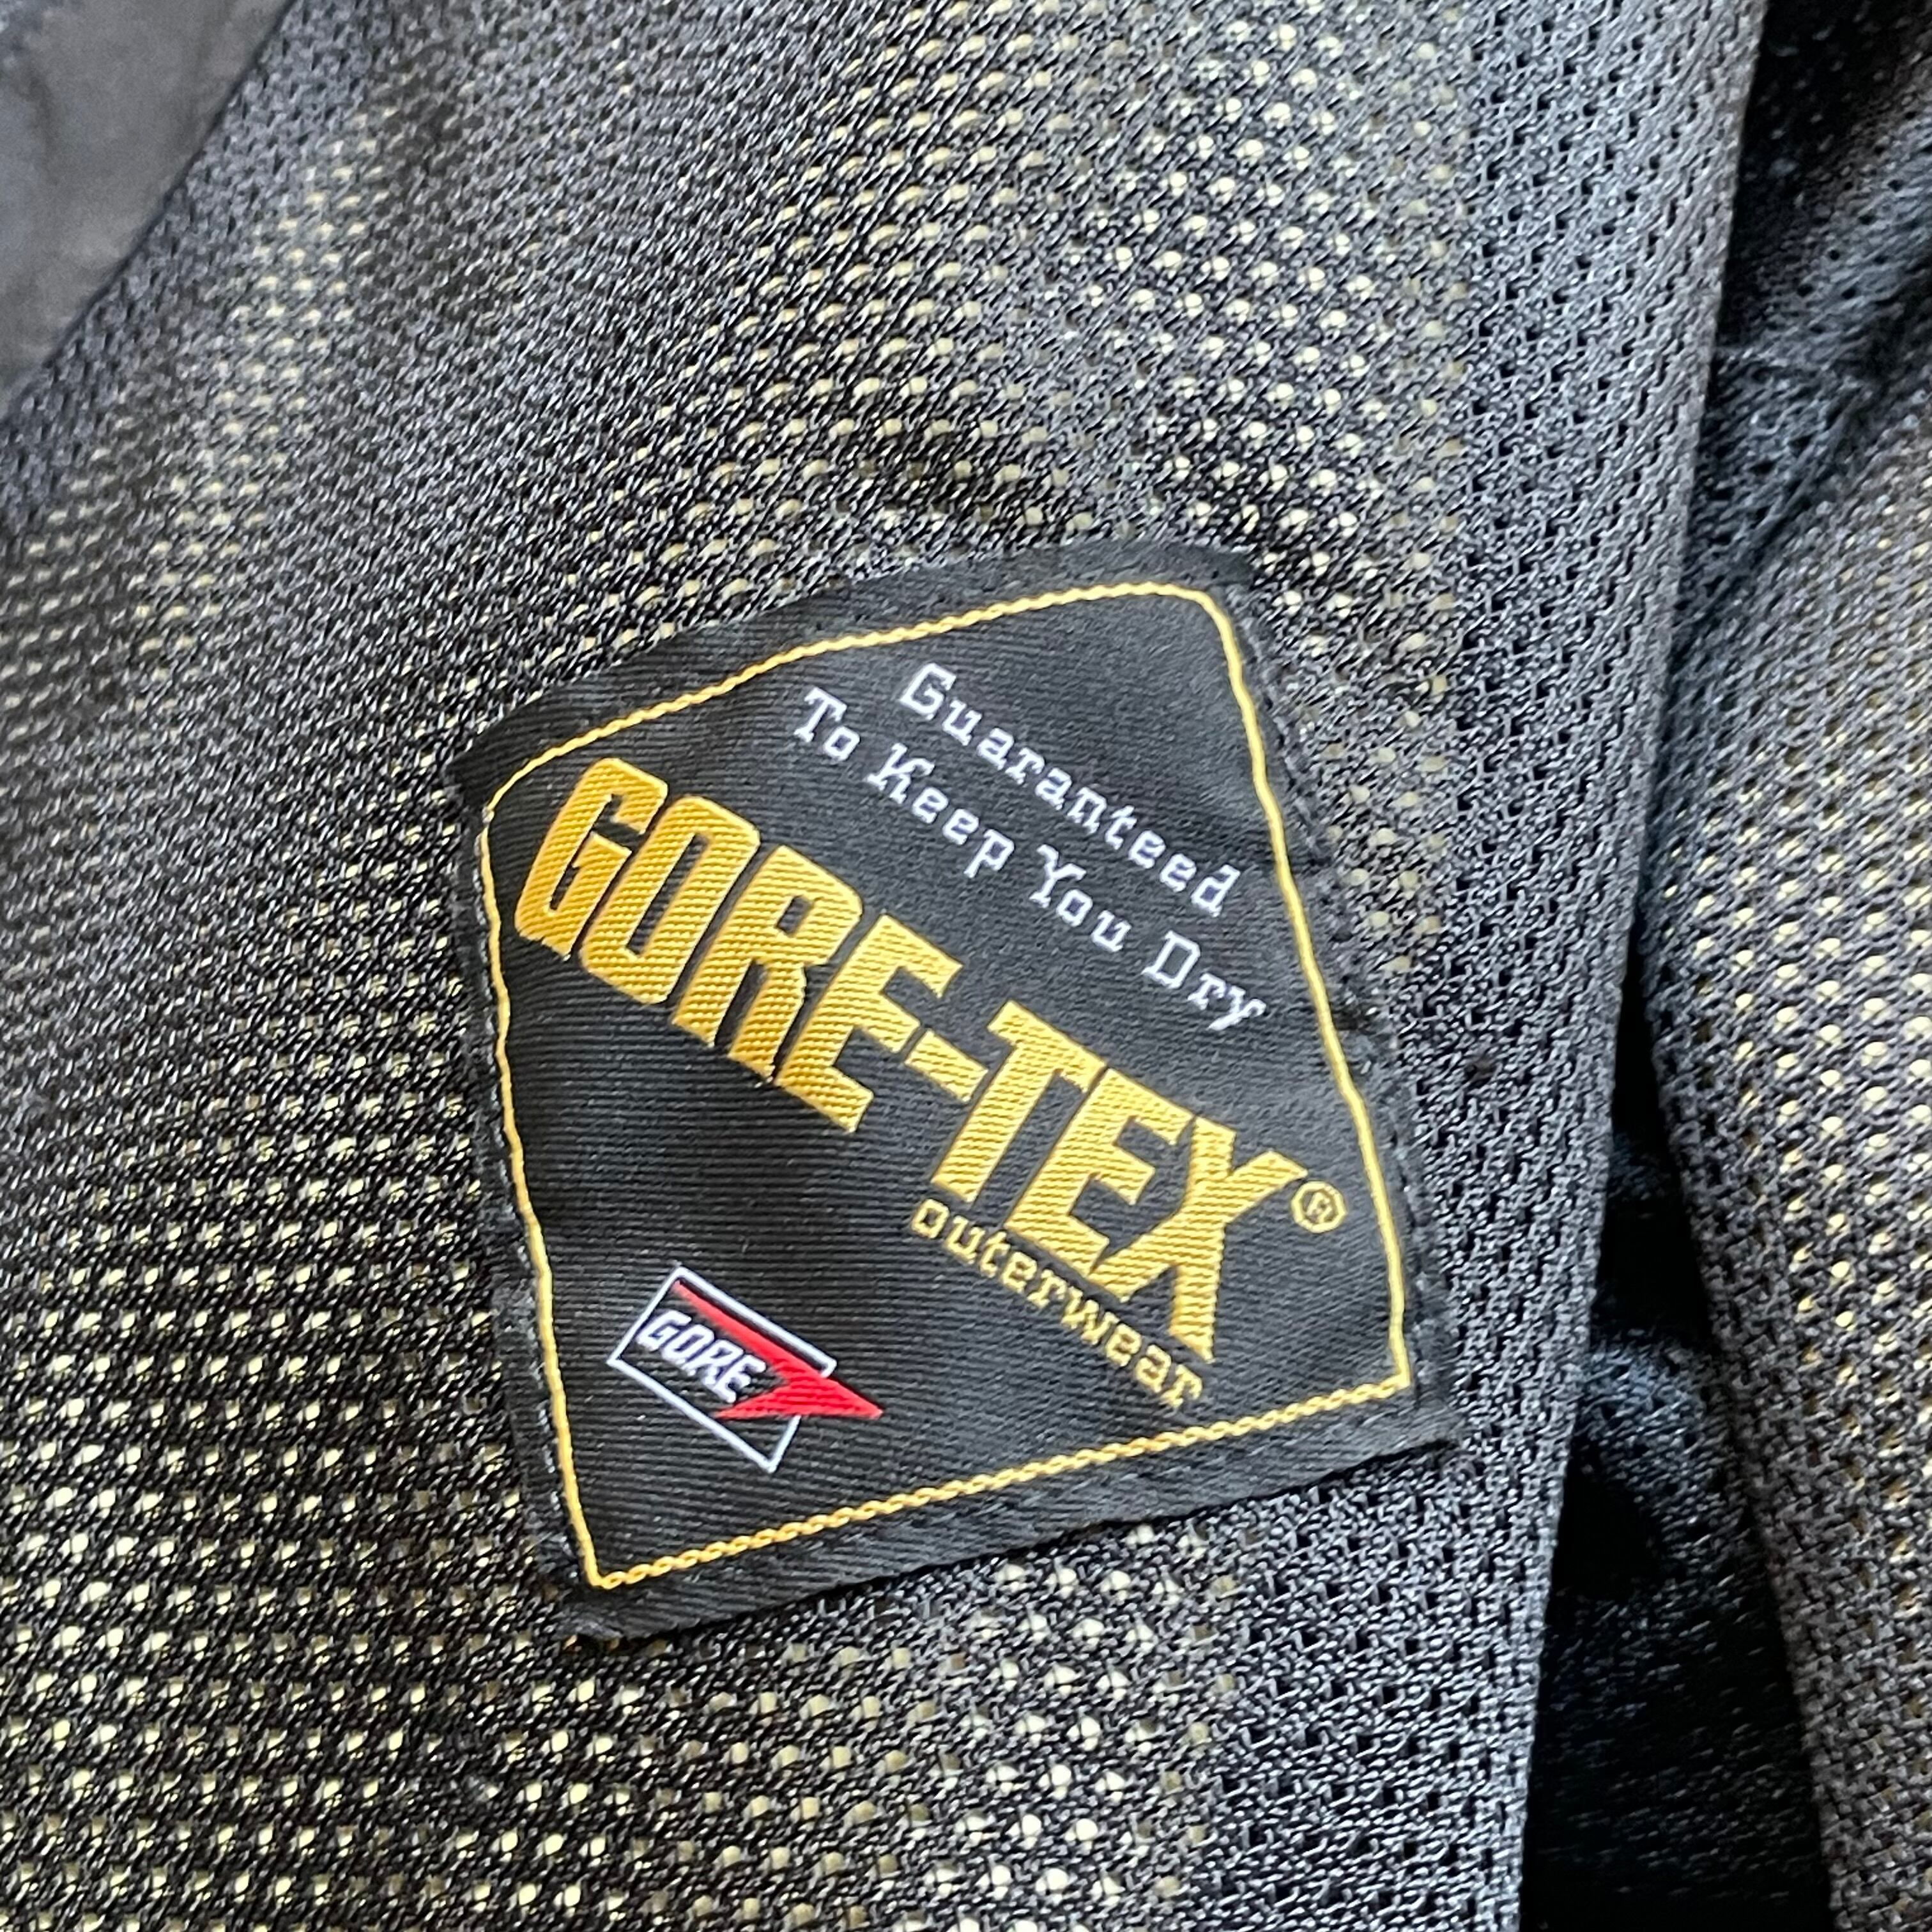 Guaranteed
To Keep You Dry
GORE-TEX®
outerwear
GORE